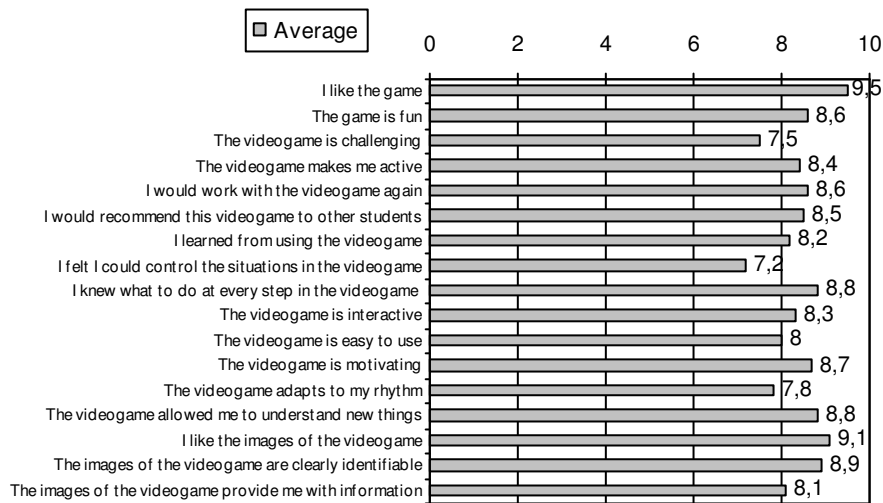 Average
0 2 4 6 8 10
I like the game 9,5
The game is fun 8,6
The videogame is challenging 7,5
The videogame makes me active 8,4
I would work with the videogame again 8,6
I would recommend this videogame to other students 8,5
I learned from using the videogame 8,2
I felt I could control the situations in the videogame 7,2
I knew what to do at every step in the videogame 8,8
The videogame is interactive 8,3
The videogame is easy to use 8
The videogame is motivating 8,7
The videogame adapts to my rhythm 7,8
The videogame allowed me to understand new things 8,8
I like the images of the videogame 9,1
The images of the videogame are clearly identifiable 8,9
The images of the videogame provide me with information 8,1